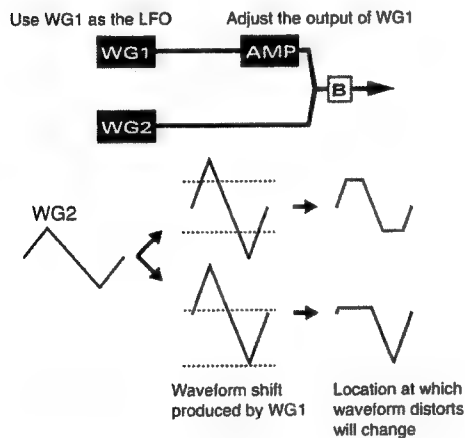 Use WG1 as the LFO
Adjust the output of WG1
WG1
AMP
B
WG2
WG2
Waveform shift
produced by WG1
Location at which
waveform distorts
will change